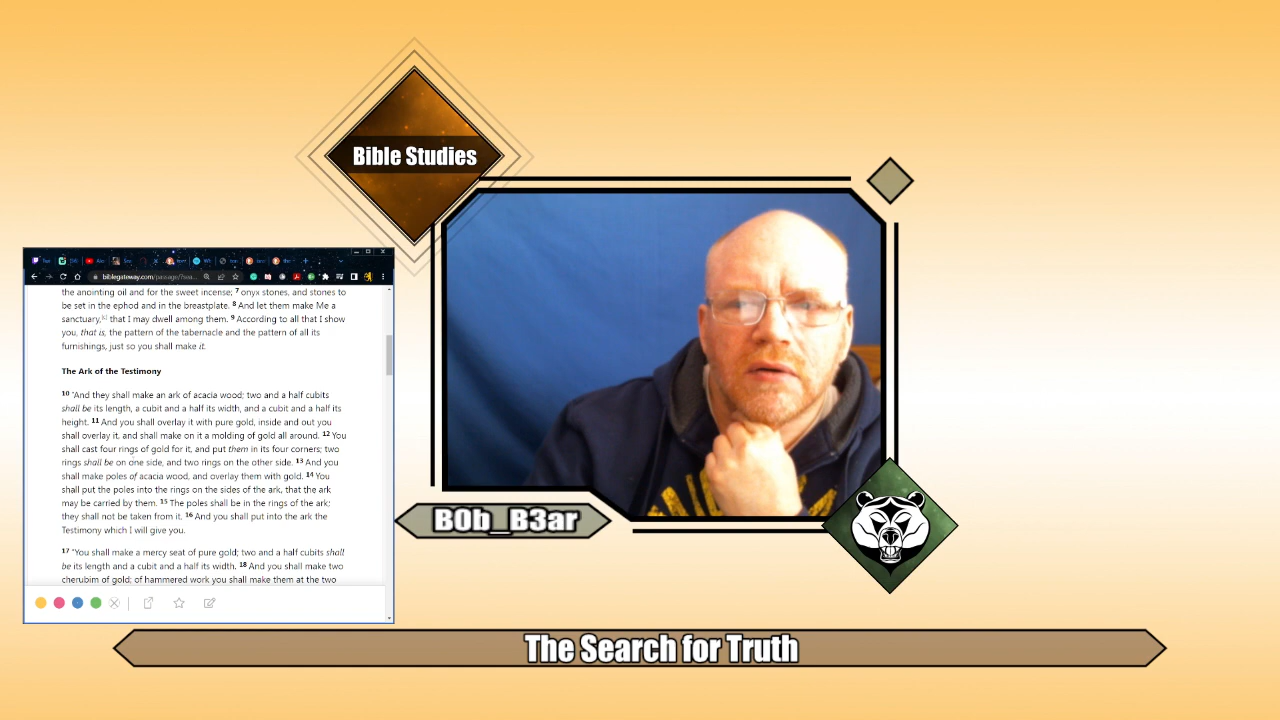 Bible Studies
biblegateway.com/passage/?sea
the anointing oil and for the sweet incense; 7 onyx stones, and stones to
be set in the ephod and in the breastplate. 8 And let them make Me a
sanctuary,[c] that I may dwell among them. 9 According to all that I show
you, that is, the pattern of the tabernacle and the pattern of all its
furnishings, just so you shall make it.
The Ark of the Testimony
10 "And they shall make an ark of acacia wood; two and a half cubits
shall be its length, a cubit and a half its width, and a cubit and a half its
height. 11 And you shall overlay it with pure gold, inside and out you
shall overlay it, and shall make on it a molding of gold all around. 12 You
shall cast four rings of gold for it, and put them in its four corners; two
rings shall be on one side, and two rings on the other side. 13 And you
shall make poles of acacia wood, and overlay them with gold. 14 You
shall put the poles into the rings on the sides of the ark, that the ark
may be carried by them. 15 The poles shall be in the rings of the ark;
they shall not be taken from it. 16 And you shall put into the ark the
Testimony which I will give you.
17 "You shall make a mercy seat of pure gold; two and a half cubits shall
be its length and a cubit and a half its width. 18 And you shall make two
cherubim of gold; of hammered work you shall make them at the two
B0b_B3ar
The Search for Truth